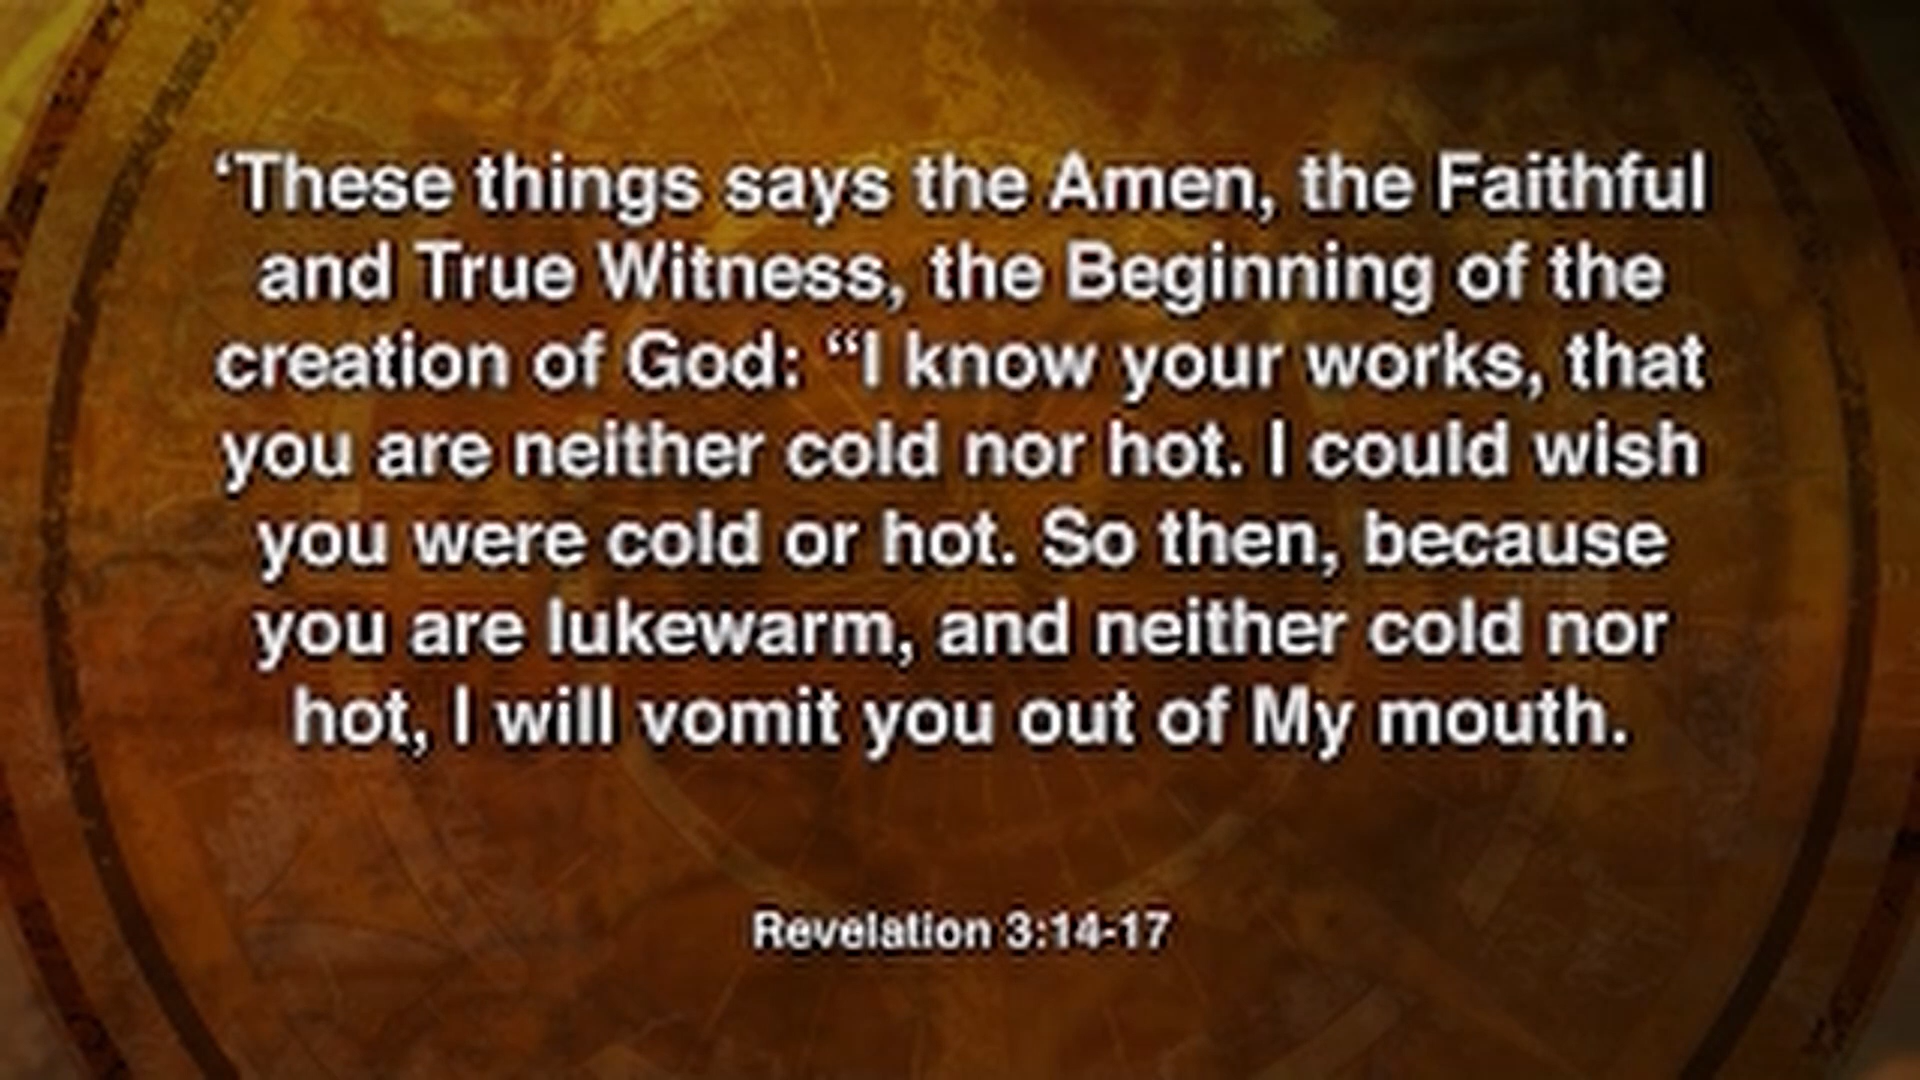 ‘These things says the Amen, the Faithful
and True Witness, the Beginning of the
creation of God: “I know your works, that
you are neither cold nor hot. I could wish
you were cold or hot. So then, because
you are lukewarm, and neither cold nor
hot, I will vomit you out of My mouth.
Revelation 3:14-17